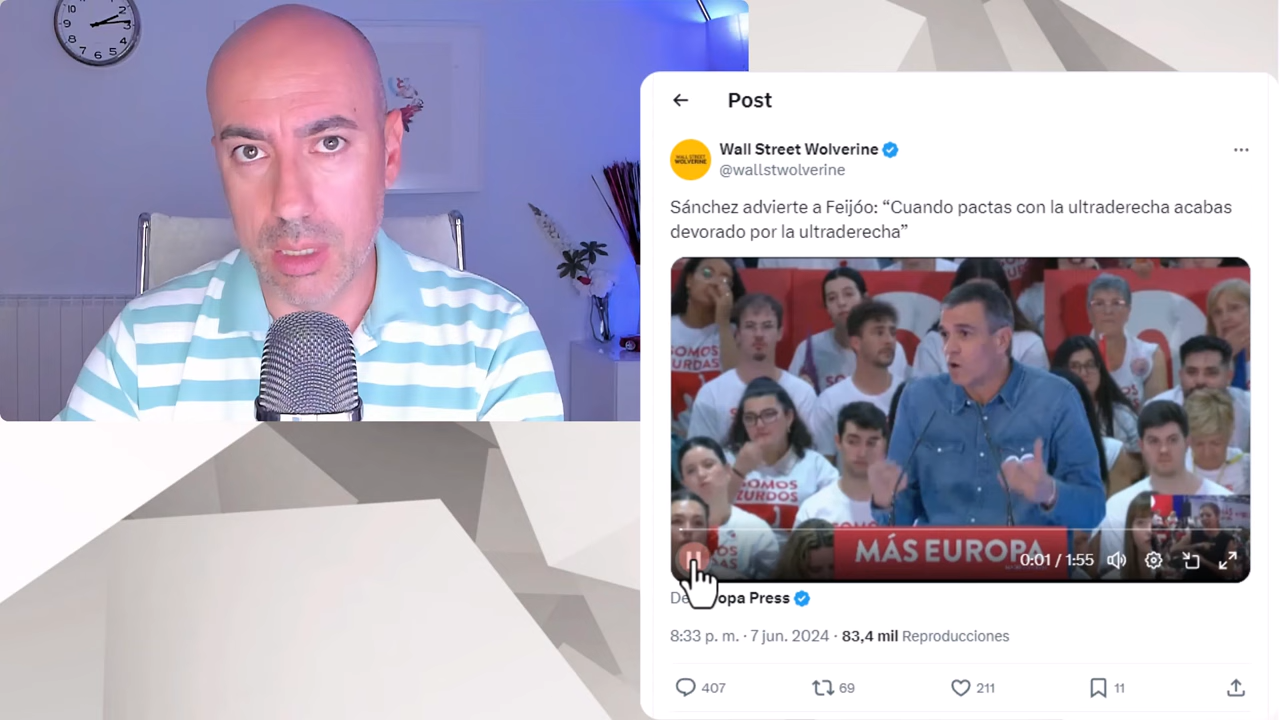 Post
Wall Street Wolverine
@wallstwolverine
Sánchez advierte a Feijóo: “Cuando pactas con la ultraderecha acabas
devorado por la ultraderecha”
SOMOS
ZURDOS
MÁS EUROPA
0:01 / 1:55
De Europa Press
8:33 p. m. · 7 jun. 2024 · 83,4 mil Reproducciones
407
69
211
11